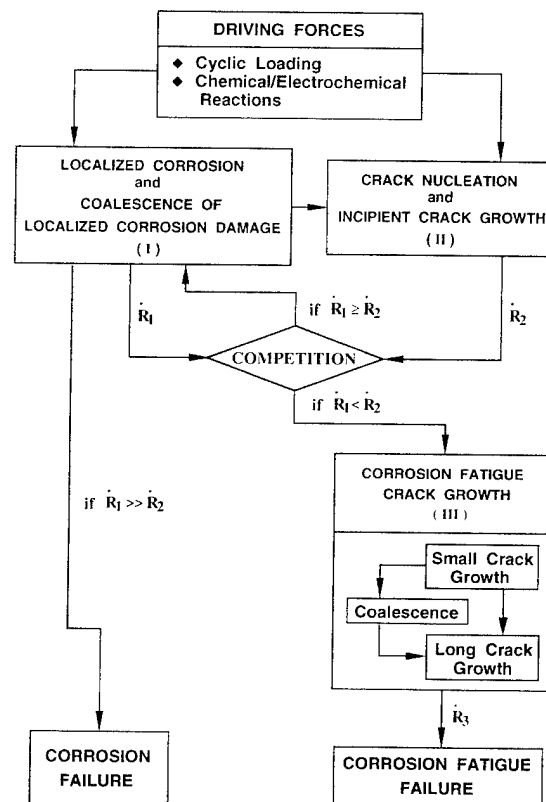 DRIVING FORCES
◆ Cyclic Loading
◆ Chemical/Electrochemical
Reactions
LOCALIZED CORROSION
and
COALESCENCE OF
LOCALIZED CORROSION DAMAGE
( I )
CRACK NUCLEATION
and
INCIPIENT CRACK GROWTH
( II )
Ṙ₁
if Ṙ₁ ≥ Ṙ₂
Ṙ₂
COMPETITION
if Ṙ₁ < Ṙ₂
CORROSION FATIGUE
CRACK GROWTH
( III )
if Ṙ₁ >> Ṙ₂
Small Crack
Growth
Coalescence
Long Crack
Growth
Ṙ₃
CORROSION
FAILURE
CORROSION FATIGUE
FAILURE